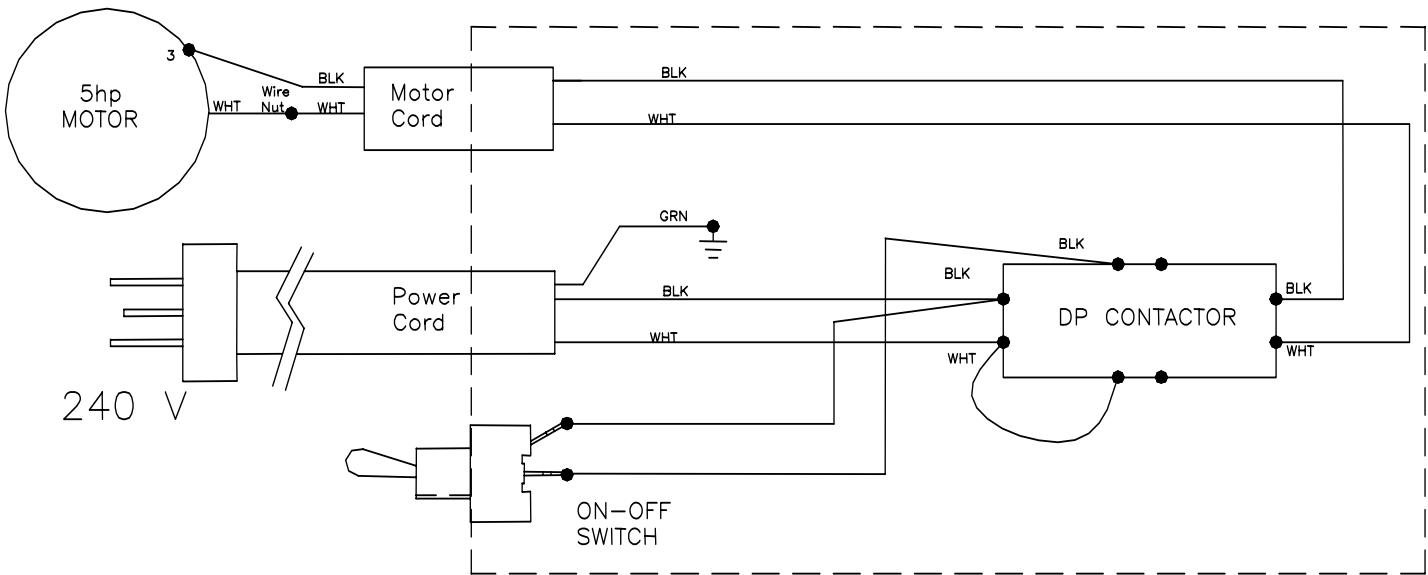 3
5hp
MOTOR
BLK
WHT
Wire
Nut
WHT
Motor
Cord
BLK
WHT
GRN
BLK
BLK
BLK
Power
Cord
BLK
DP CONTACTOR
WHT
WHT
WHT
240 V
ON-OFF
SWITCH